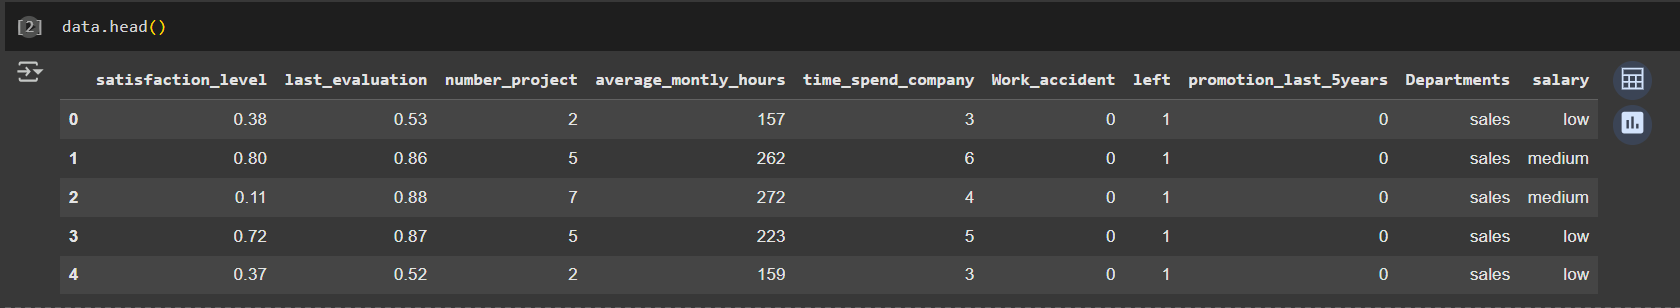 [2] data.head()
satisfaction_level last_evaluation number_project average_montly_hours time_spend_company Work_accident left promotion_last_5years Departments salary
0 0.38 0.53 2 157 3 0 1 0 sales low
1 0.80 0.86 5 262 6 0 1 0 sales medium
2 0.11 0.88 7 272 4 0 1 0 sales medium
3 0.72 0.87 5 223 5 0 1 0 sales low
4 0.37 0.52 2 159 3 0 1 0 sales low